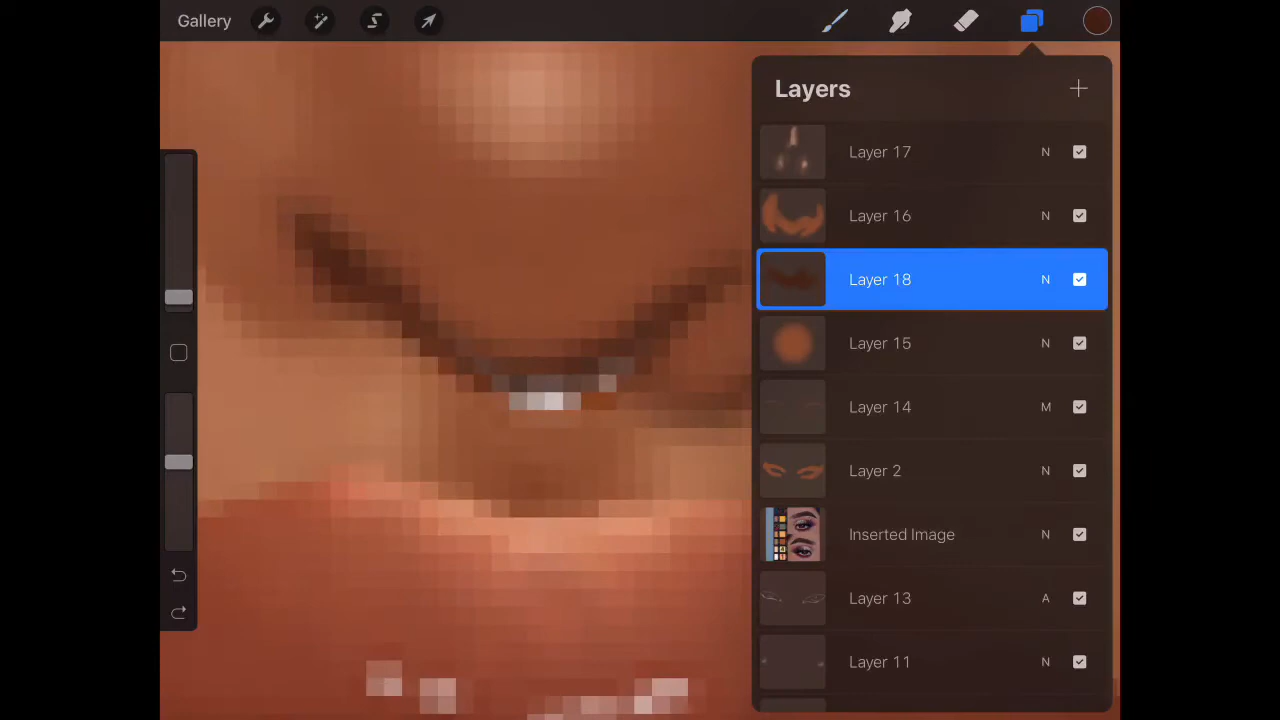 Gallery
Layers
Layer 17 N
Layer 16 N
Layer 18 N
Layer 15 N
Layer 14 M
Layer 2 N
Inserted Image N
Layer 13 A
Layer 11 N